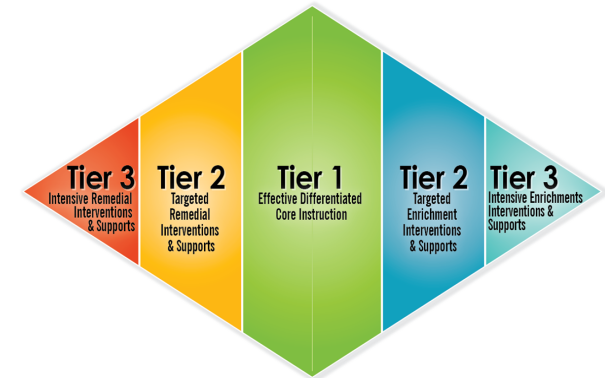 Tier 3
Intensive Remedial
Interventions
& Supports
Tier 2
Targeted
Remedial
Interventions
& Supports
Tier 1
Effective Differentiated
Core Instruction
Tier 2
Targeted
Enrichment
Interventions
& Supports
Tier 3
Intensive Enrichments
Interventions &
Supports